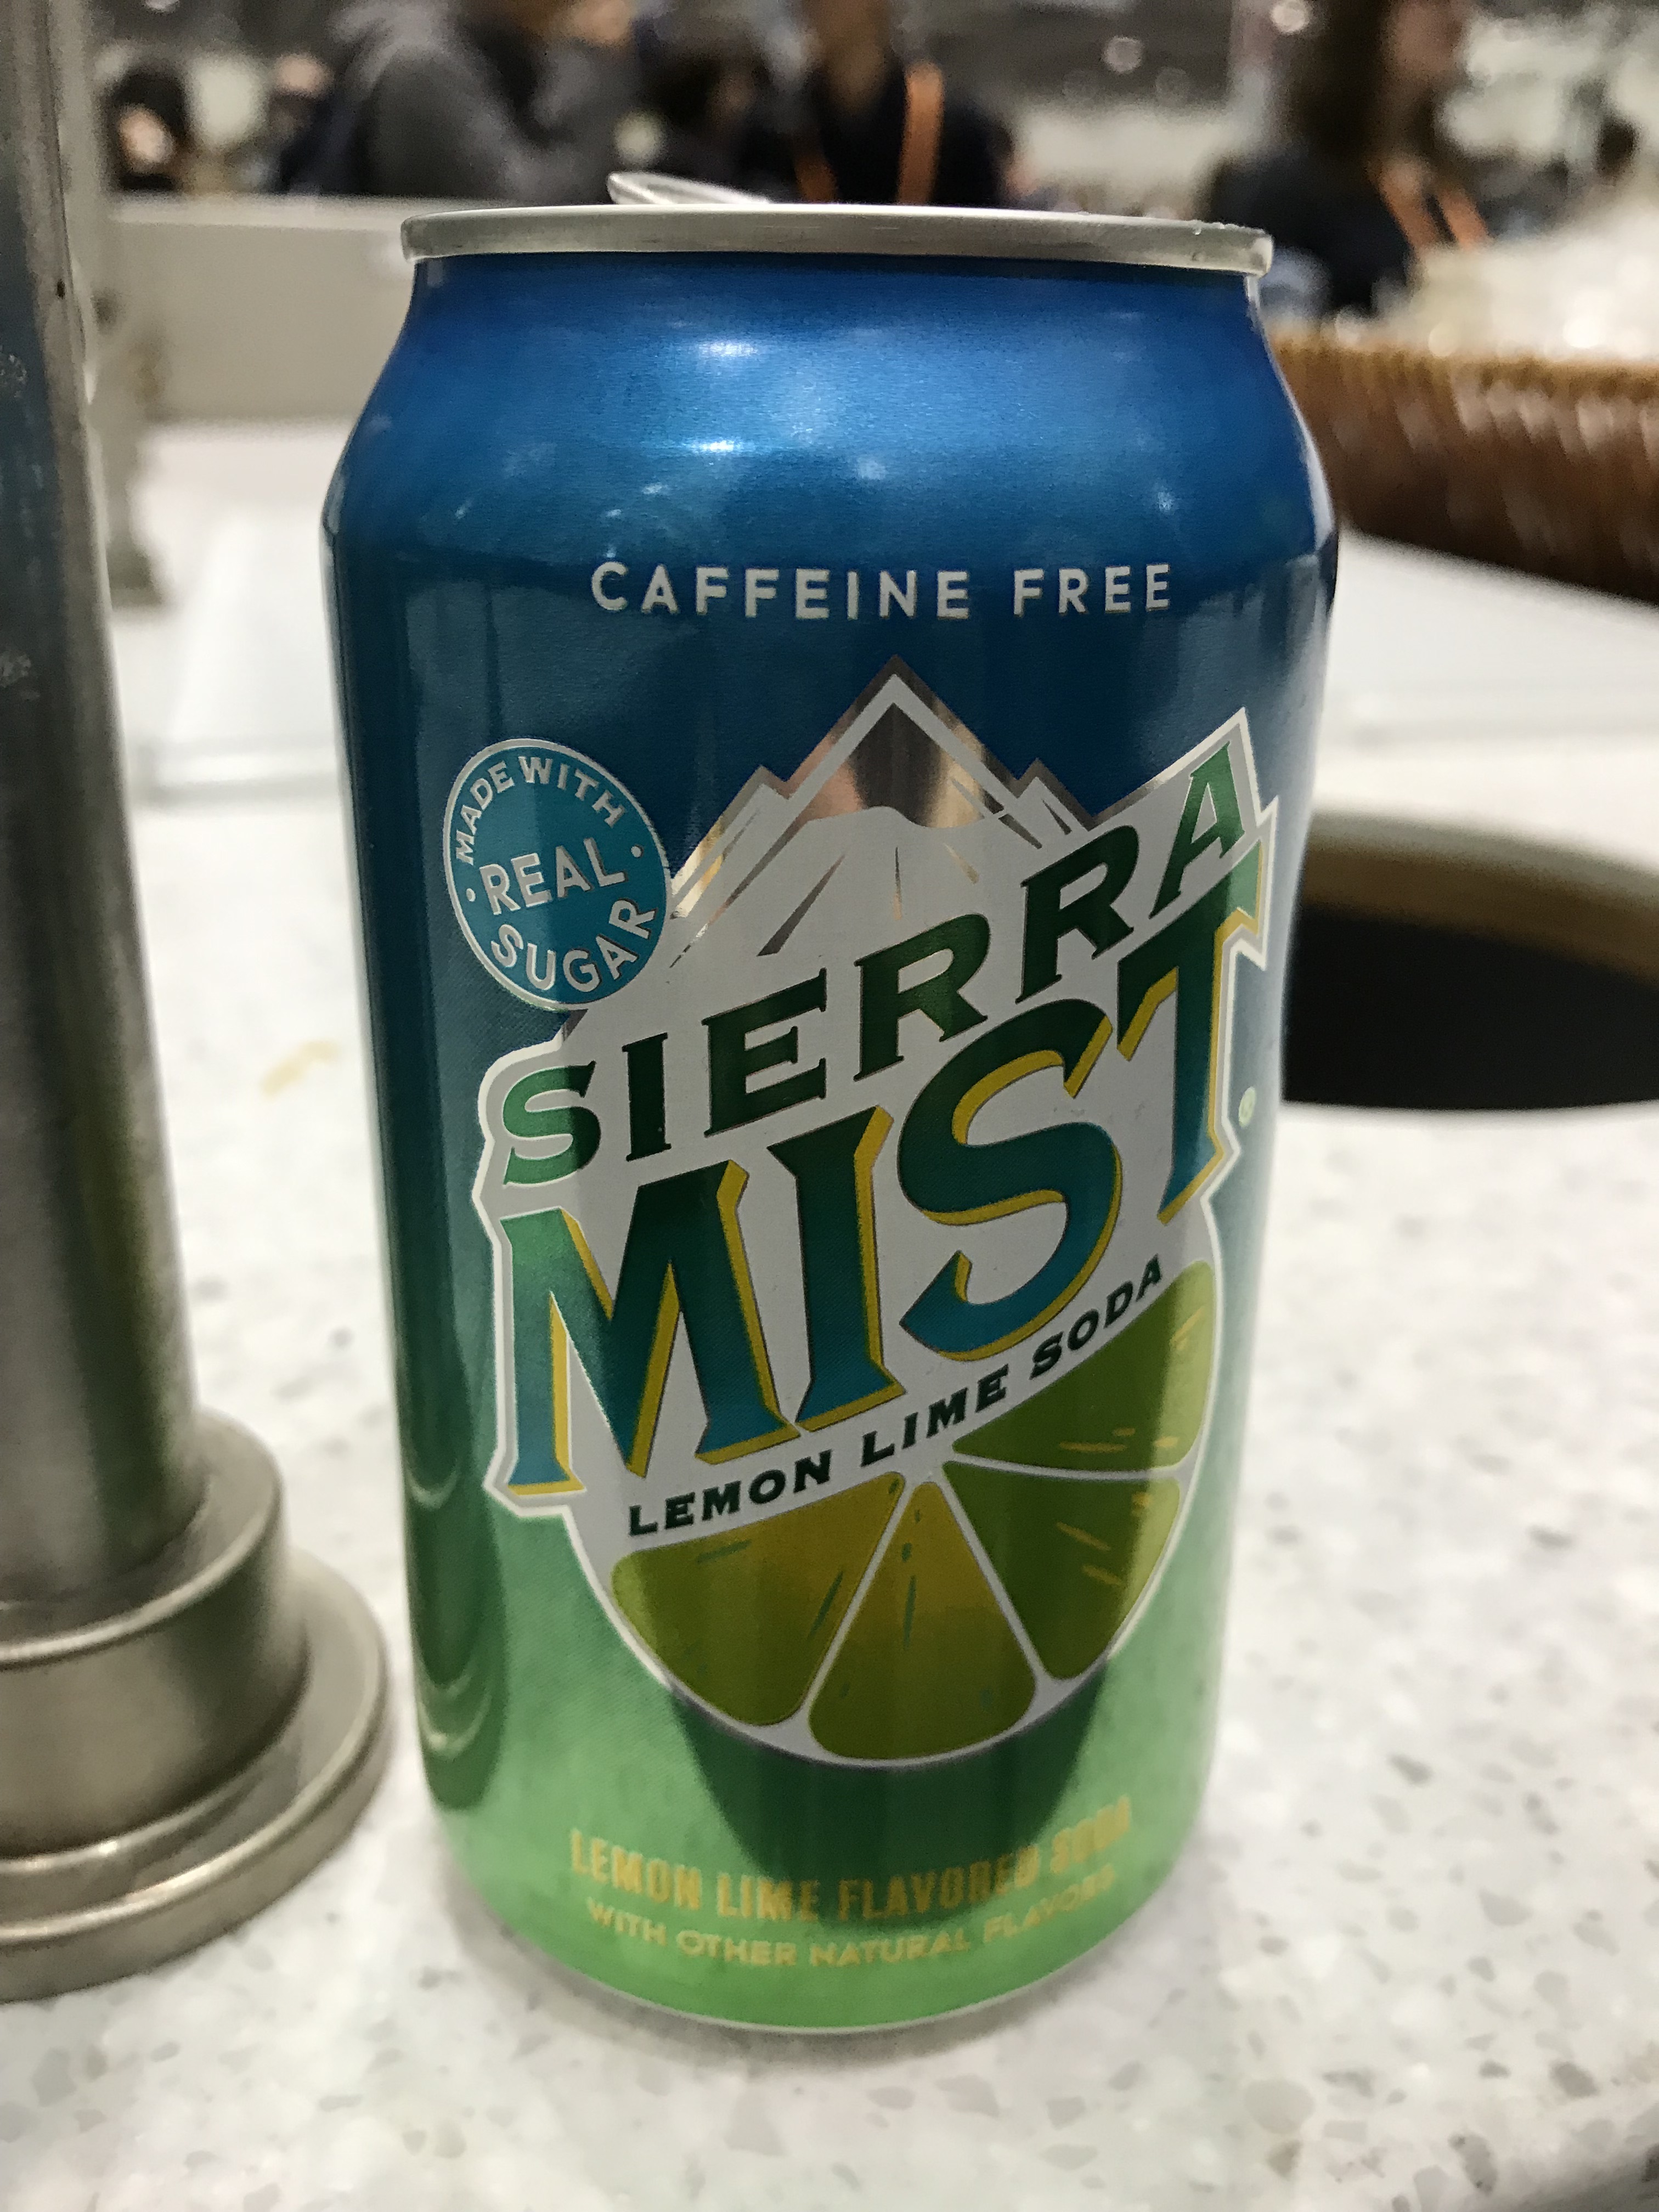 CAFFEINE FREE
MADE WITH
REAL
SUGAR
SIERRA
MIST
LEMON LIME SODA
LEMON LIME FLAVORED SODA
WITH OTHER NATURAL FLAVORS